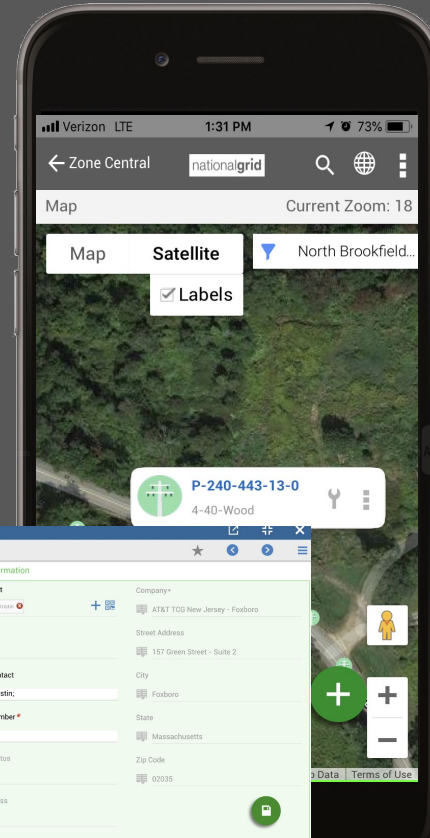 Verizon LTE 1:31 PM 73%
Zone Central nationalgrid
Map Current Zoom: 18
Map Satellite North Brookfield...
Labels
P-240-443-13-0
4-40-Wood
Company*
AT&T TCG New Jersey - Foxboro
Street Address
157 Green Street - Suite 2
City
Foxboro
State
Massachusetts
Zip Code
02035
Data Terms of Use